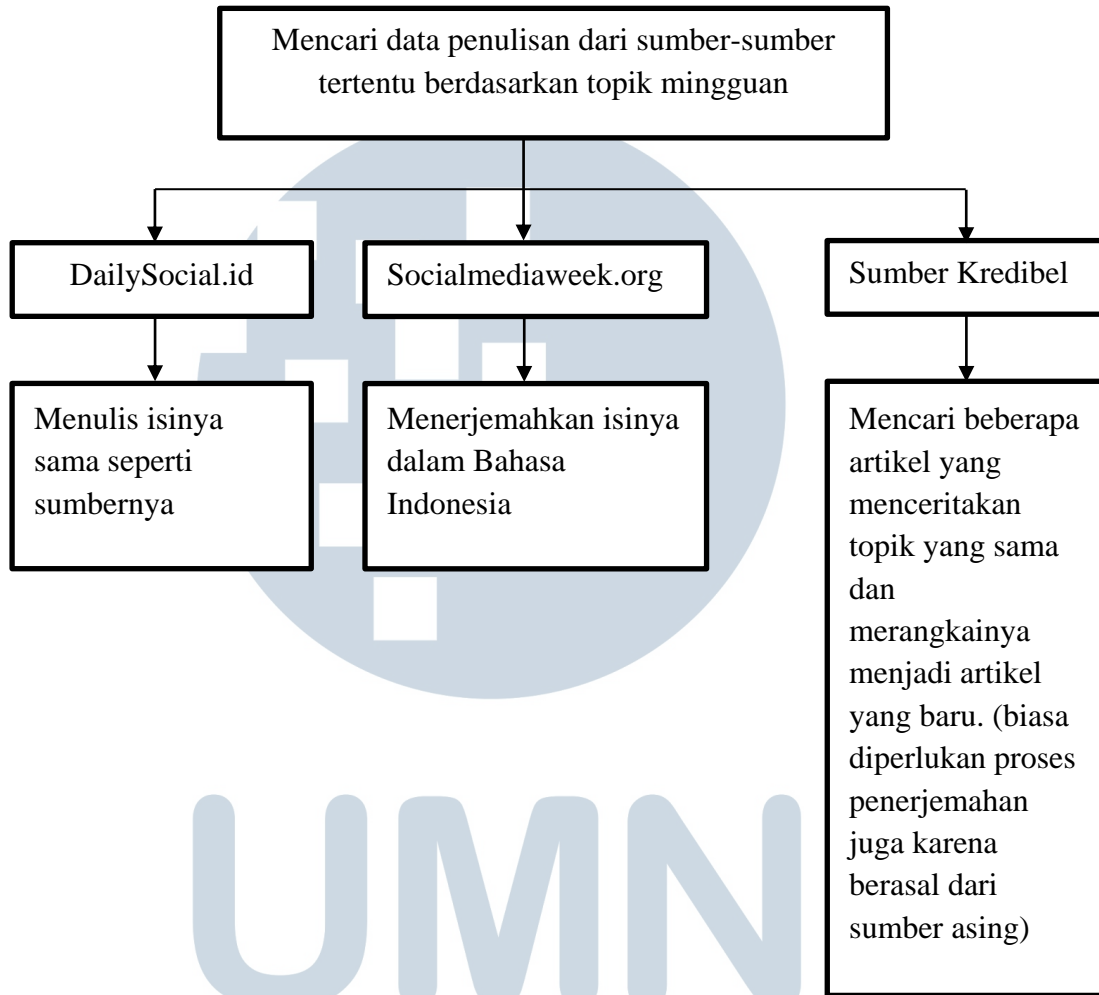 Mencari data penulisan dari sumber-sumber
tertentu berdasarkan topik mingguan
DailySocial.id
Socialmediaweek.org
Sumber Kredibel
Menulis isinya
sama seperti
sumbernya
Menerjemahkan isinya
dalam Bahasa
Indonesia
Mencari beberapa
artikel yang
menceritakan
topik yang sama
dan
merangkainya
menjadi artikel
yang baru. (biasa
diperlukan proses
penerjemahan
juga karena
berasal dari
sumber asing)
UMN